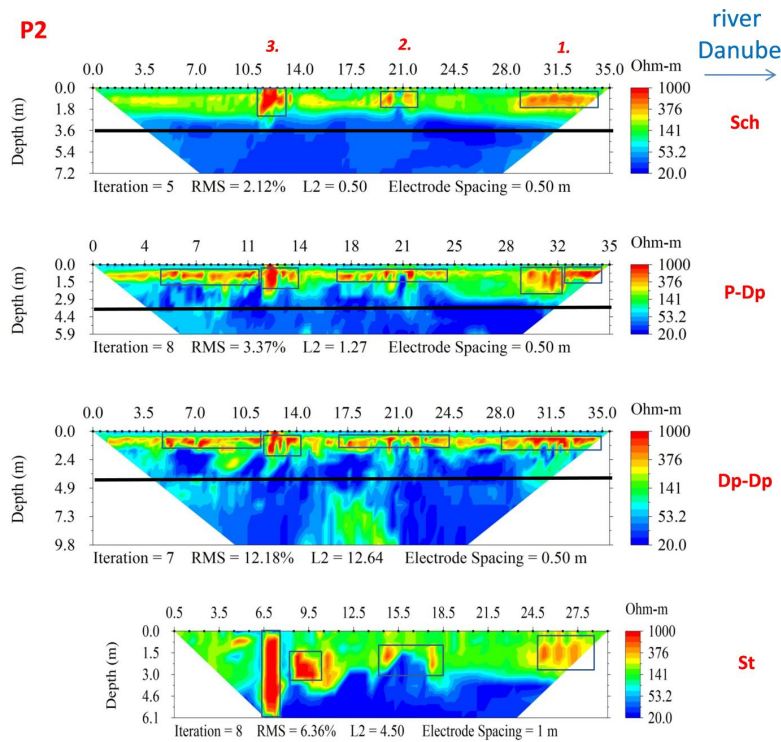 P2
river
Danube
3. 2. 1.
0.0 3.5 7.0 10.5 14.0 17.5 21.0 24.5 28.0 31.5 35.0 Ohm-m
Depth (m)
0.0
1.8
3.6
5.4
7.2
1000
376
141
53.2
20.0
Sch
Iteration = 5 RMS = 2.12% L2 = 0.50 Electrode Spacing = 0.50 m
0 4 7 11 14 18 21 25 28 32 35 Ohm-m
Depth (m)
0.0
1.5
2.9
4.4
5.9
1000
376
141
53.2
20.0
P-Dp
Iteration = 8 RMS = 3.37% L2 = 1.27 Electrode Spacing = 0.50 m
0.0 3.5 7.0 10.5 14.0 17.5 21.0 24.5 28.0 31.5 35.0 Ohm-m
Depth (m)
0.0
2.4
4.9
7.3
9.8
1000
376
141
53.2
20.0
Dp-Dp
Iteration = 7 RMS = 12.18% L2 = 12.64 Electrode Spacing = 0.50 m
0.5 3.5 6.5 9.5 12.5 15.5 18.5 21.5 24.5 27.5 Ohm-m
Depth (m)
0.0
1.5
3.0
4.6
6.1
1000
376
141
53.2
20.0
St
Iteration = 8 RMS = 6.36% L2 = 4.50 Electrode Spacing = 1 m